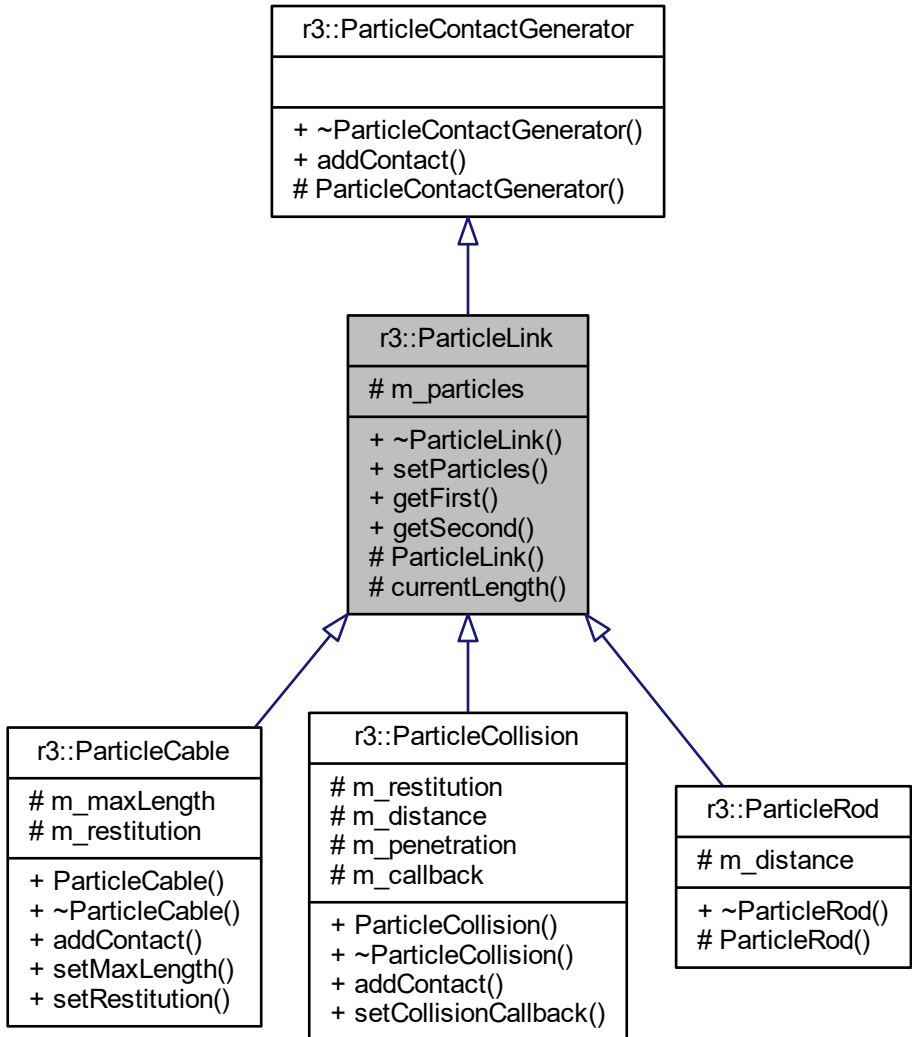 r3::ParticleContactGenerator
+ ~ParticleContactGenerator()
+ addContact()
# ParticleContactGenerator()
r3::ParticleLink
# m_particles
+ ~ParticleLink()
+ setParticles()
+ getFirst()
+ getSecond()
# ParticleLink()
# currentLength()
r3::ParticleCable
# m_maxLength
# m_restitution
+ ParticleCable()
+ ~ParticleCable()
+ addContact()
+ setMaxLength()
+ setRestitution()
r3::ParticleCollision
# m_restitution
# m_distance
# m_penetration
# m_callback
+ ParticleCollision()
+ ~ParticleCollision()
+ addContact()
+ setCollisionCallback()
r3::ParticleRod
# m_distance
+ ~ParticleRod()
# ParticleRod()